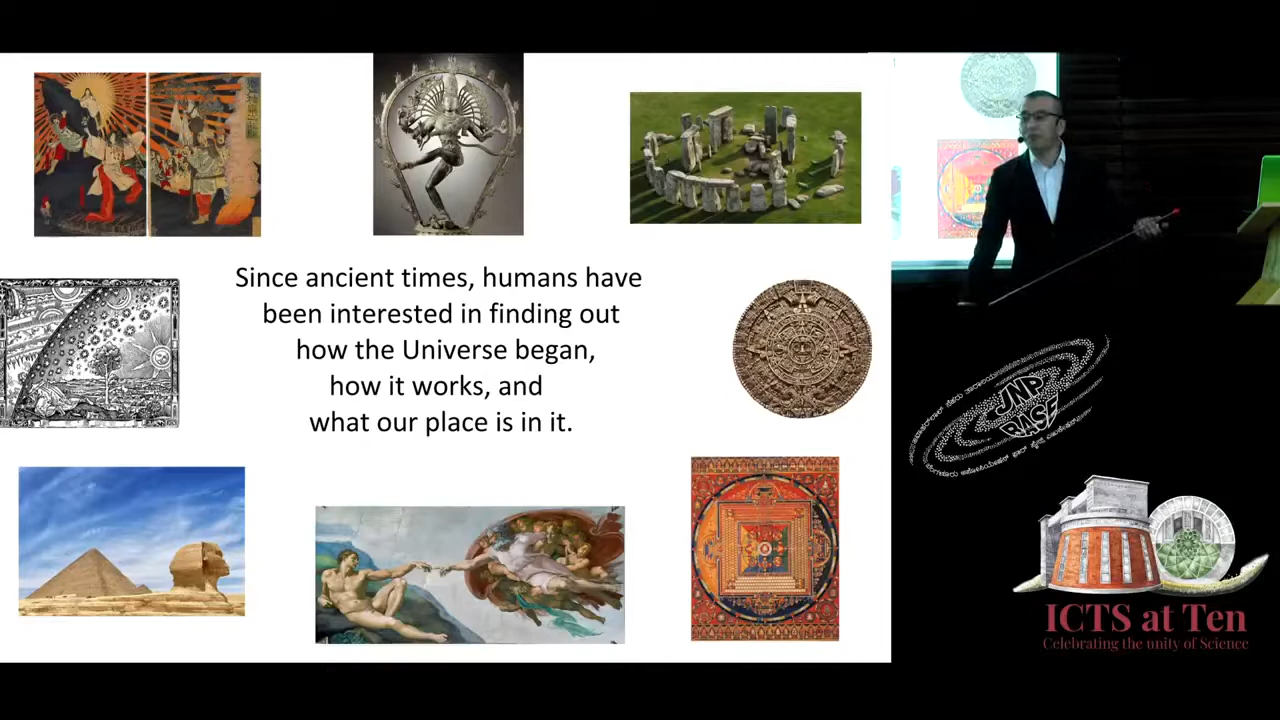 Since ancient times, humans have
been interested in finding out
how the Universe began,
how it works, and
what our place is in it.
JNP
BASE
ICTS at Ten
Celebrating the unity of Science